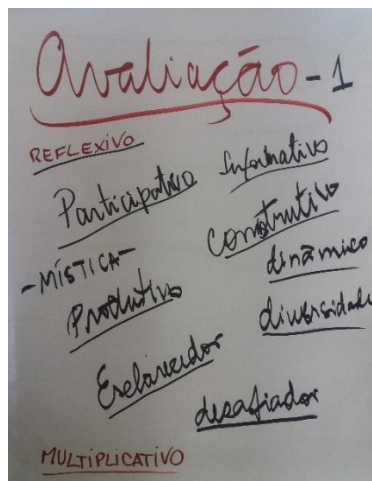 Avaliação-1
REFLEXIVO
Informativo
Participativo
Construtivo
-MÍSTICA-
dinâmico
Produtivo
diversidade
Esclarecedor
desafiador
MULTIPLICATIVO